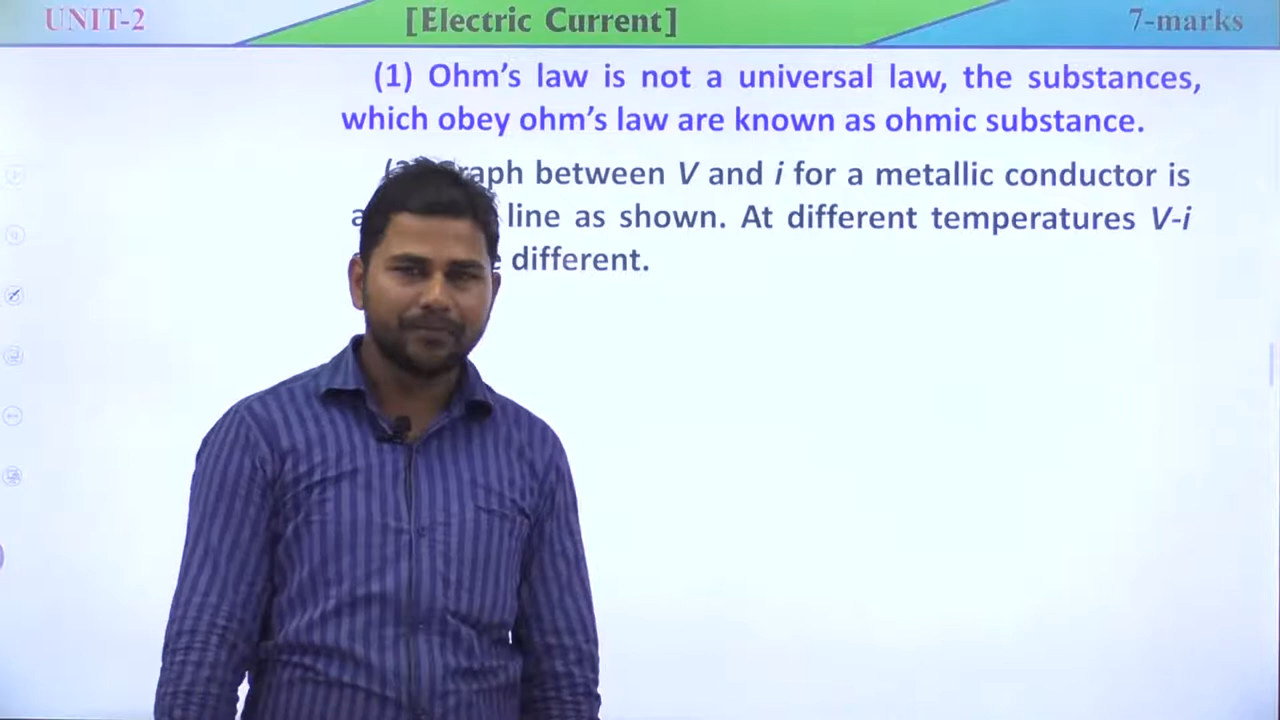 UNIT-2 [Electric Current] 7-marks
(1) Ohm's law is not a universal law, the substances,
which obey ohm's law are known as ohmic substance.
between V and i for a metallic conductor is
line as shown. At different temperatures V-i
different.